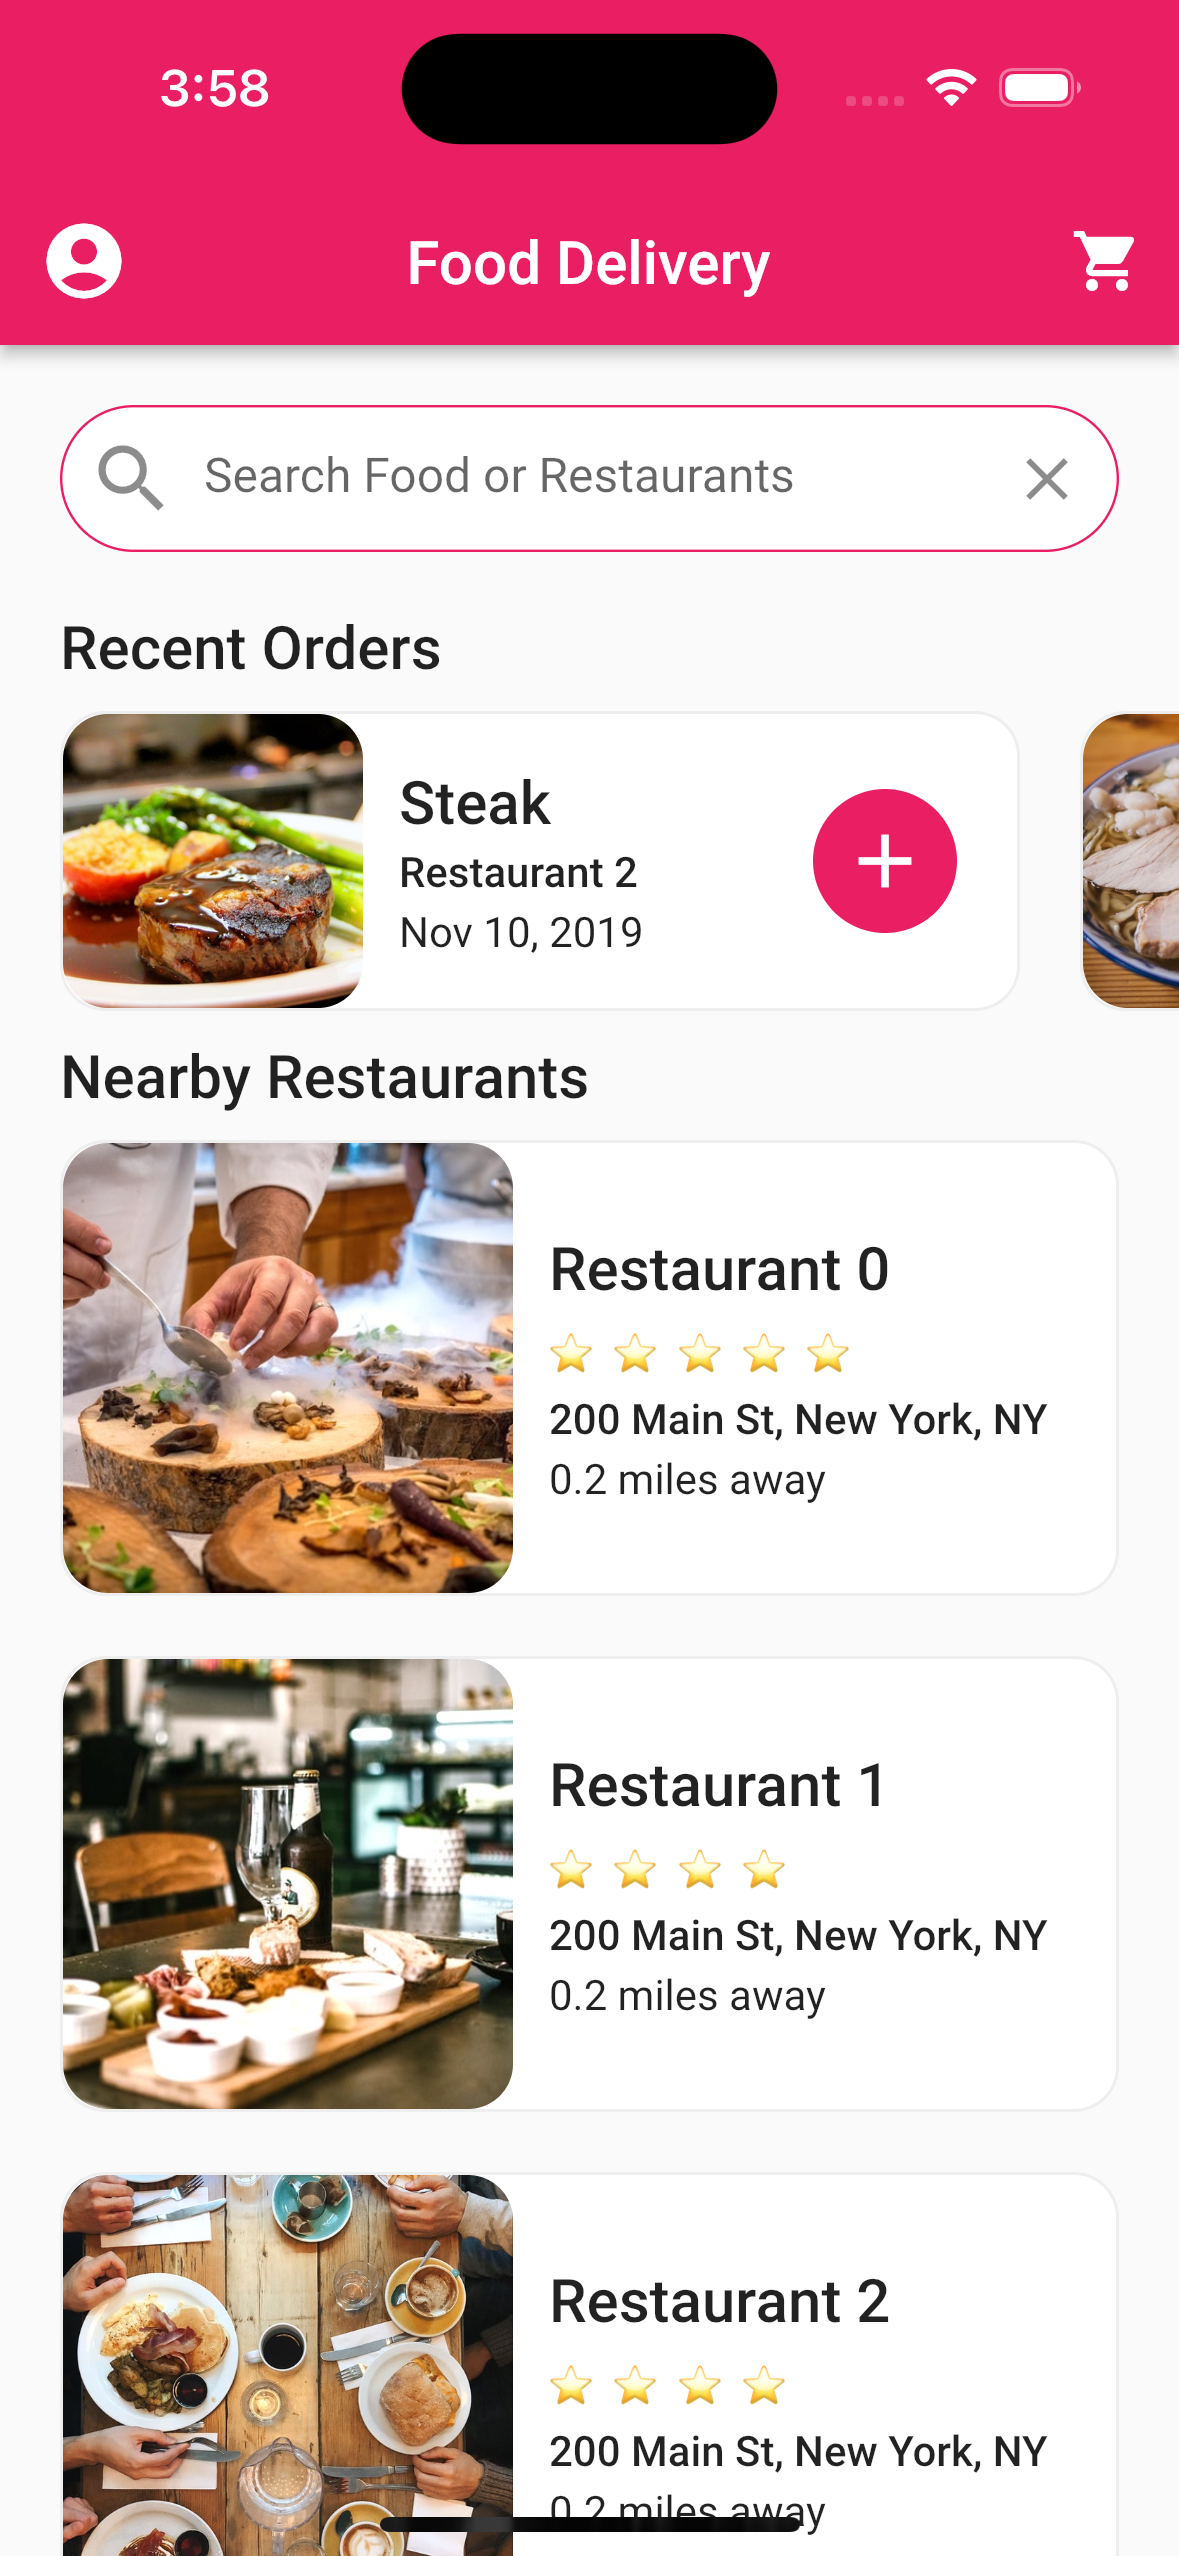 3:58
Food Delivery
Search Food or Restaurants
Recent Orders
Steak
Restaurant 2
Nov 10, 2019
Nearby Restaurants
Restaurant 0
200 Main St, New York, NY
0.2 miles away
Restaurant 1
200 Main St, New York, NY
0.2 miles away
Restaurant 2
200 Main St, New York, NY
0.2 miles away